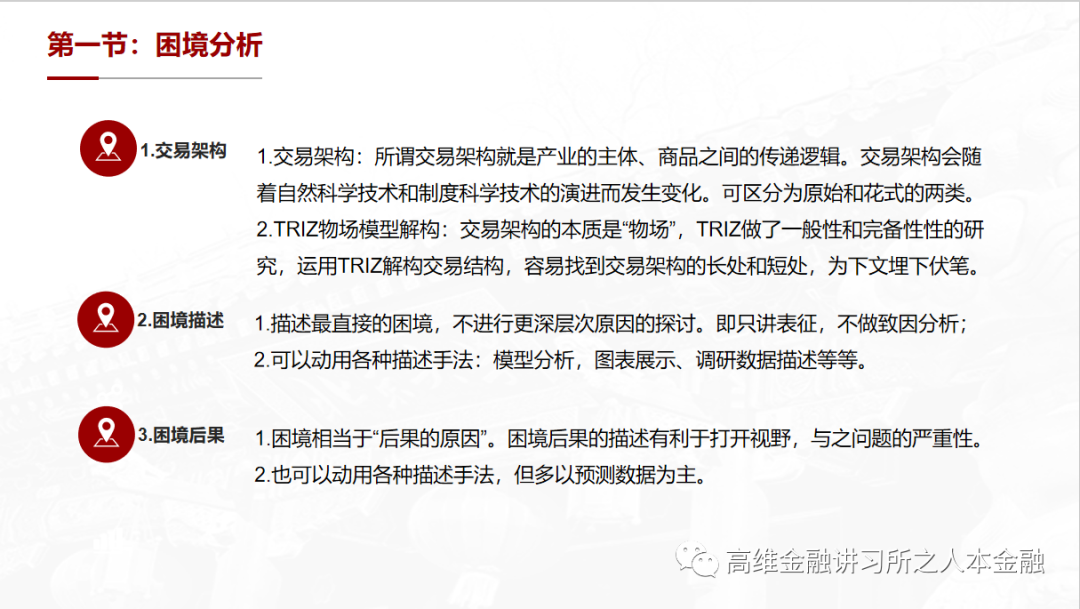 第一节：困境分析
1.交易架构
1.交易架构：所谓交易架构就是产业的主体、商品之间的传递逻辑。交易架构会随
着自然科学技术和制度科学技术的演进而发生变化。可区分为原始和花式的两类。
2.TRIZ物场模型解构：交易架构的本质是“物场”，TRIZ做了一般性和完备性性的研
究，运用TRIZ解构交易结构，容易找到交易架构的长处和短处，为下文埋下伏笔。
2.困境描述
1.描述最直接的困境，不进行更深层次原因的探讨。即只讲表征，不做致因分析；
2.可以动用各种描述手法：模型分析，图表展示、调研数据描述等等。
3.困境后果
1.困境相当于“后果的原因”。困境后果的描述有利于打开视野，与之问题的严重性。
2.也可以动用各种描述手法，但多以预测数据为主。
高维金融讲习所之人本金融